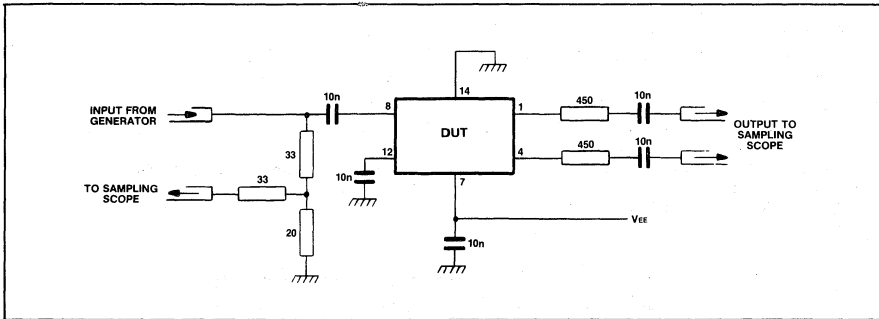 14
10n
INPUT FROM
GENERATOR
8
1
450
10n
33
DUT
OUTPUT TO
SAMPLING
SCOPE
12
4
450
10n
TO SAMPLING
SCOPE
33
10n
7
20
VEE
10n